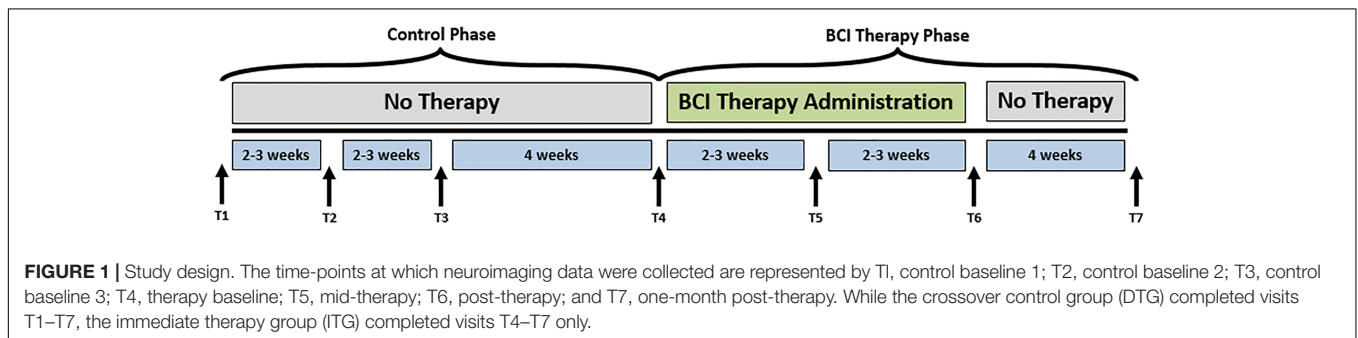 Control Phase
BCI Therapy Phase
No Therapy
BCI Therapy Administration
No Therapy
2-3 weeks
2-3 weeks
4 weeks
2-3 weeks
2-3 weeks
4 weeks
T1
T2
T3
T4
T5
T6
T7
FIGURE 1 | Study design. The time-points at which neuroimaging data were collected are represented by Tl, control baseline 1; T2, control baseline 2; T3, control
baseline 3; T4, therapy baseline; T5, mid-therapy; T6, post-therapy; and T7, one-month post-therapy. While the crossover control group (DTG) completed visits
T1–T7, the immediate therapy group (ITG) completed visits T4–T7 only.